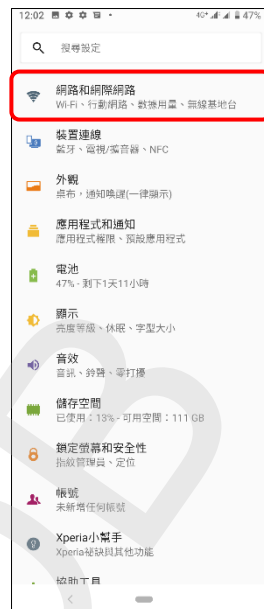 12:02 4G+ 47%
搜尋設定
網路和網際網路
Wi-Fi、行動網路、數據用量、無線基地台
裝置連線
藍牙、電視/擴音器、NFC
外觀
桌布，通知喚醒(一律顯示)
應用程式和通知
應用程式權限、預設應用程式
電池
47% - 剩下1天11小時
顯示
亮度等級、休眠、字型大小
音效
音訊、鈴聲、零打擾
儲存空間
已使用：13% - 可用空間：111 GB
鎖定螢幕和安全性
指紋管理員、定位
帳號
未新增任何帳號
Xperia小幫手
Xperia祕訣與其他功能
協助工具